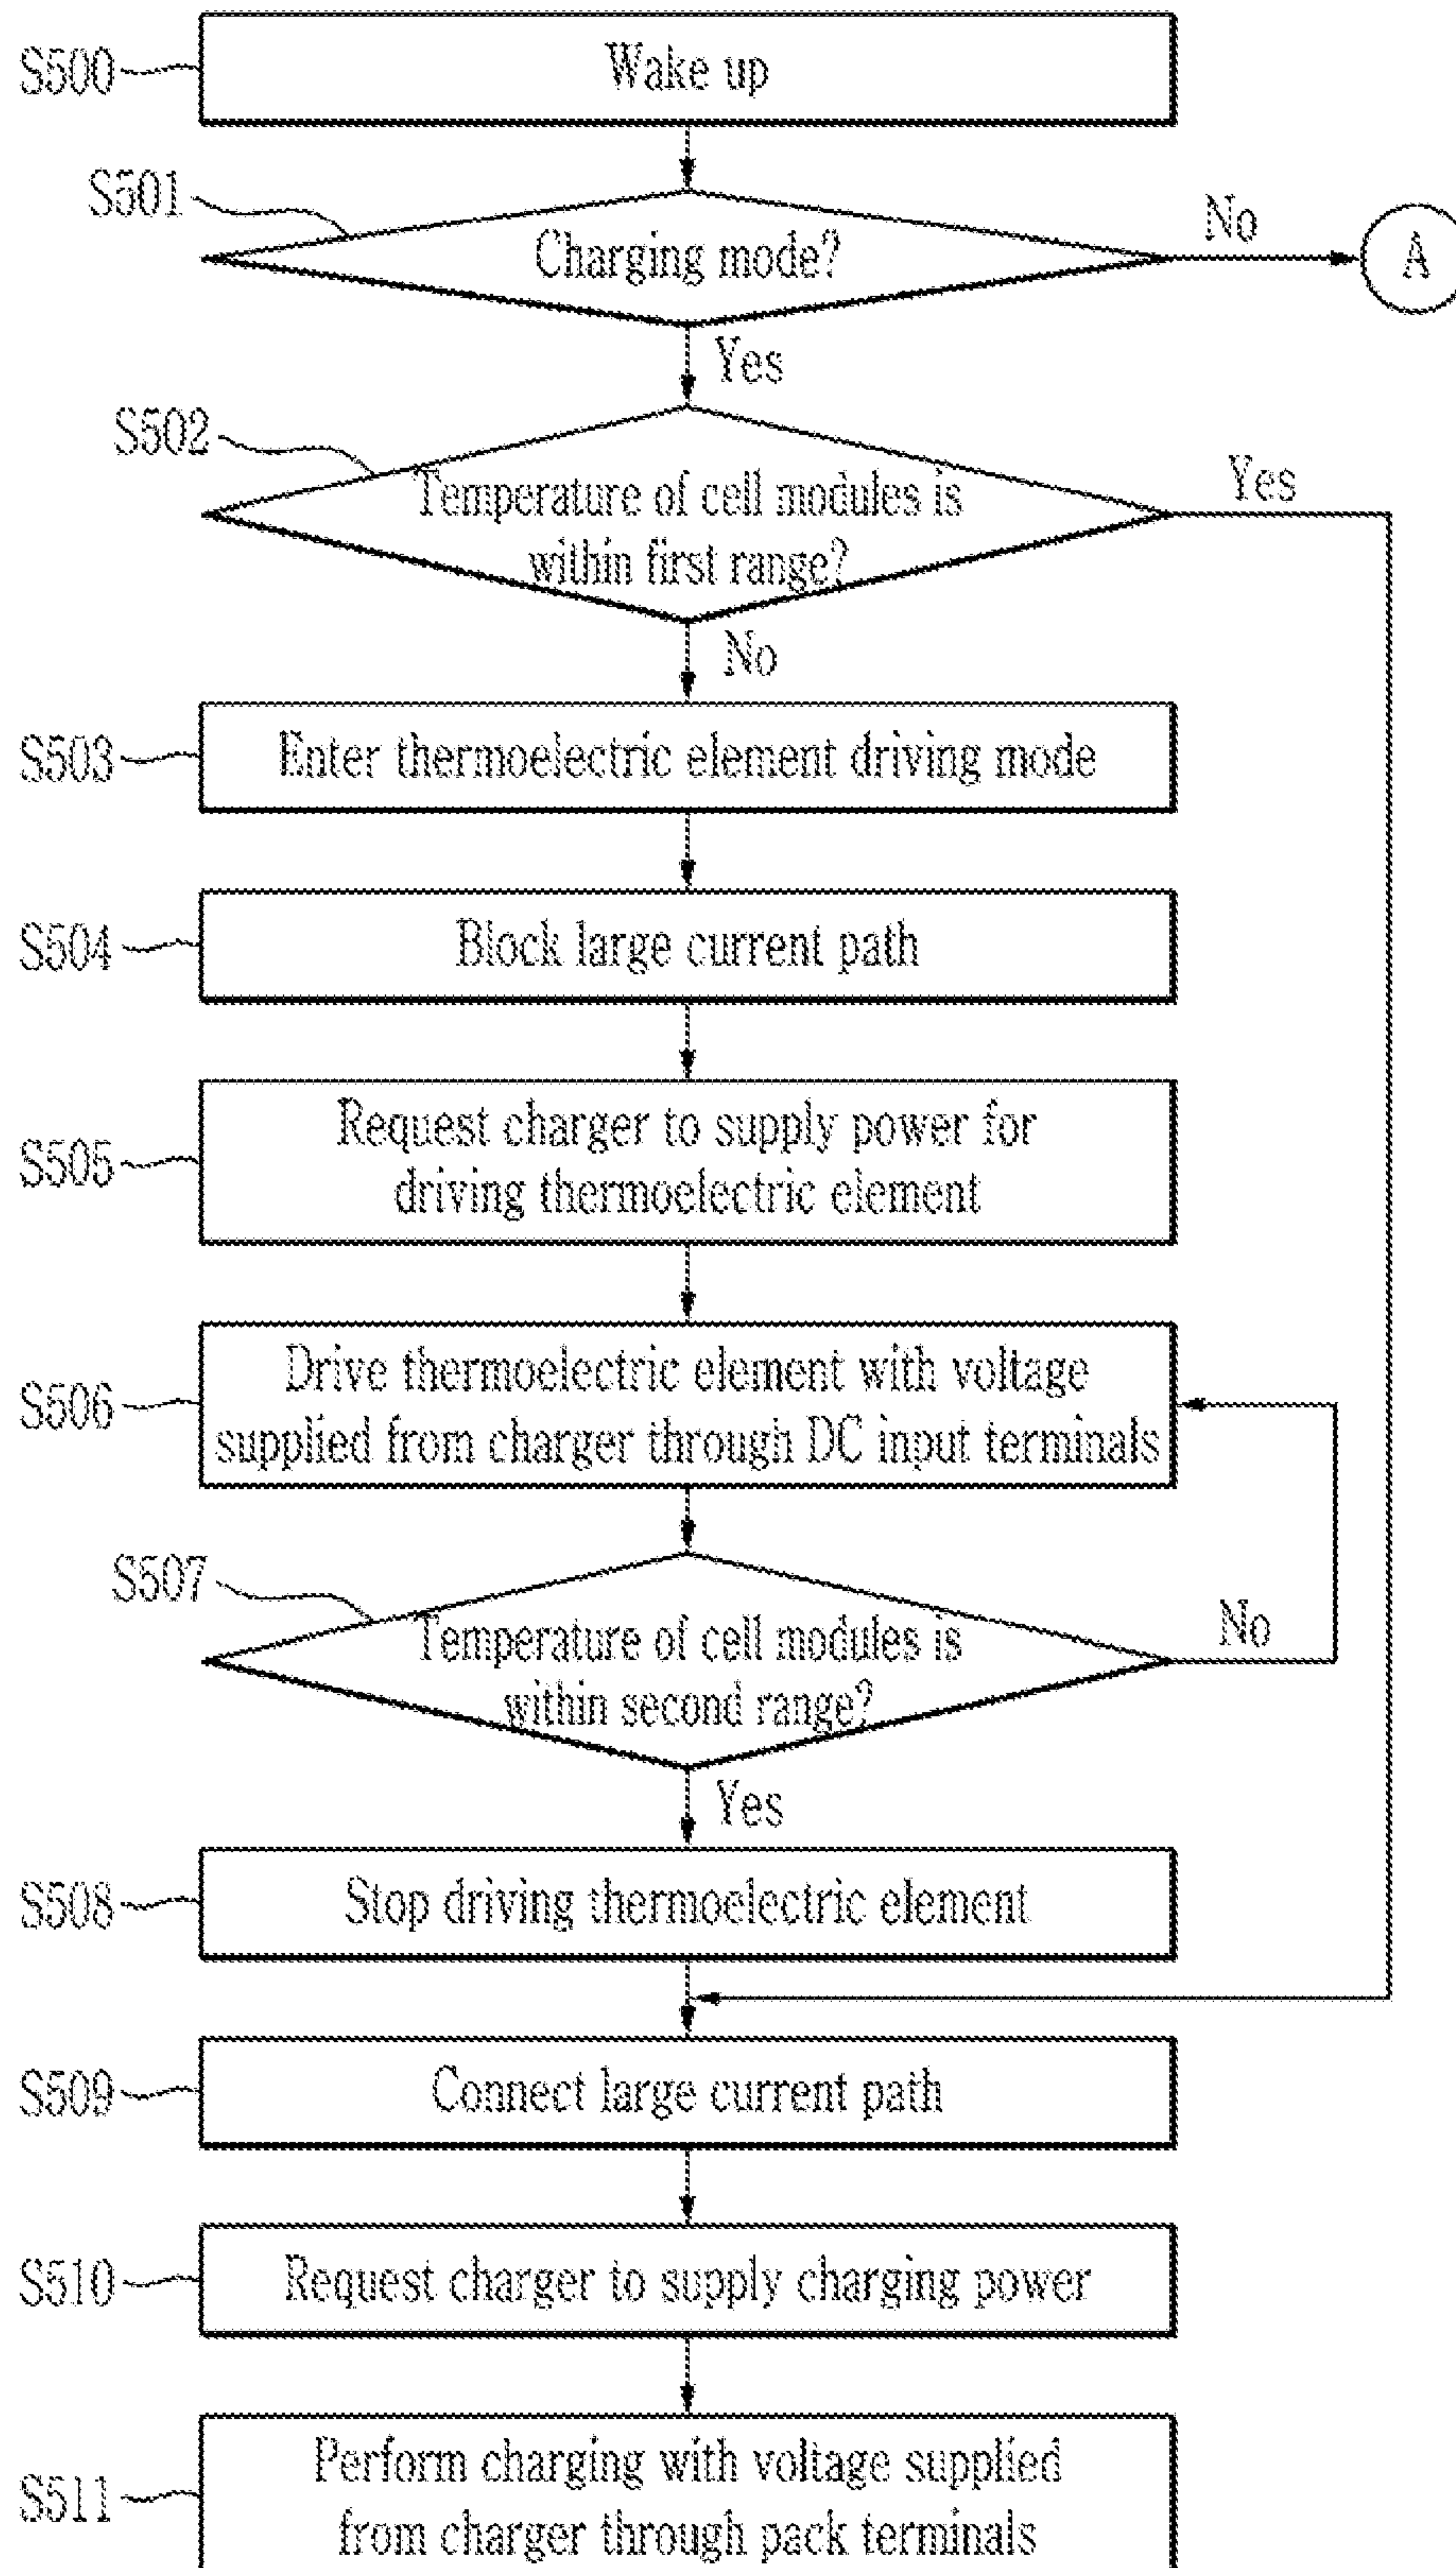 S500
Wake up
S501
Charging mode?
No
A
Yes
S502
Temperature of cell modules is
within first range?
Yes
No
S503
Enter thermoelectric element driving mode
S504
Block large current path
S505
Request charger to supply power for
driving thermoelectric element
S506
Drive thermoelectric element with voltage
supplied from charger through DC input terminals
S507
Temperature of cell modules is
within second range?
No
Yes
S508
Stop driving thermoelectric element
S509
Connect large current path
S510
Request charger to supply charging power
S511
Perform charging with voltage supplied
from charger through pack terminals